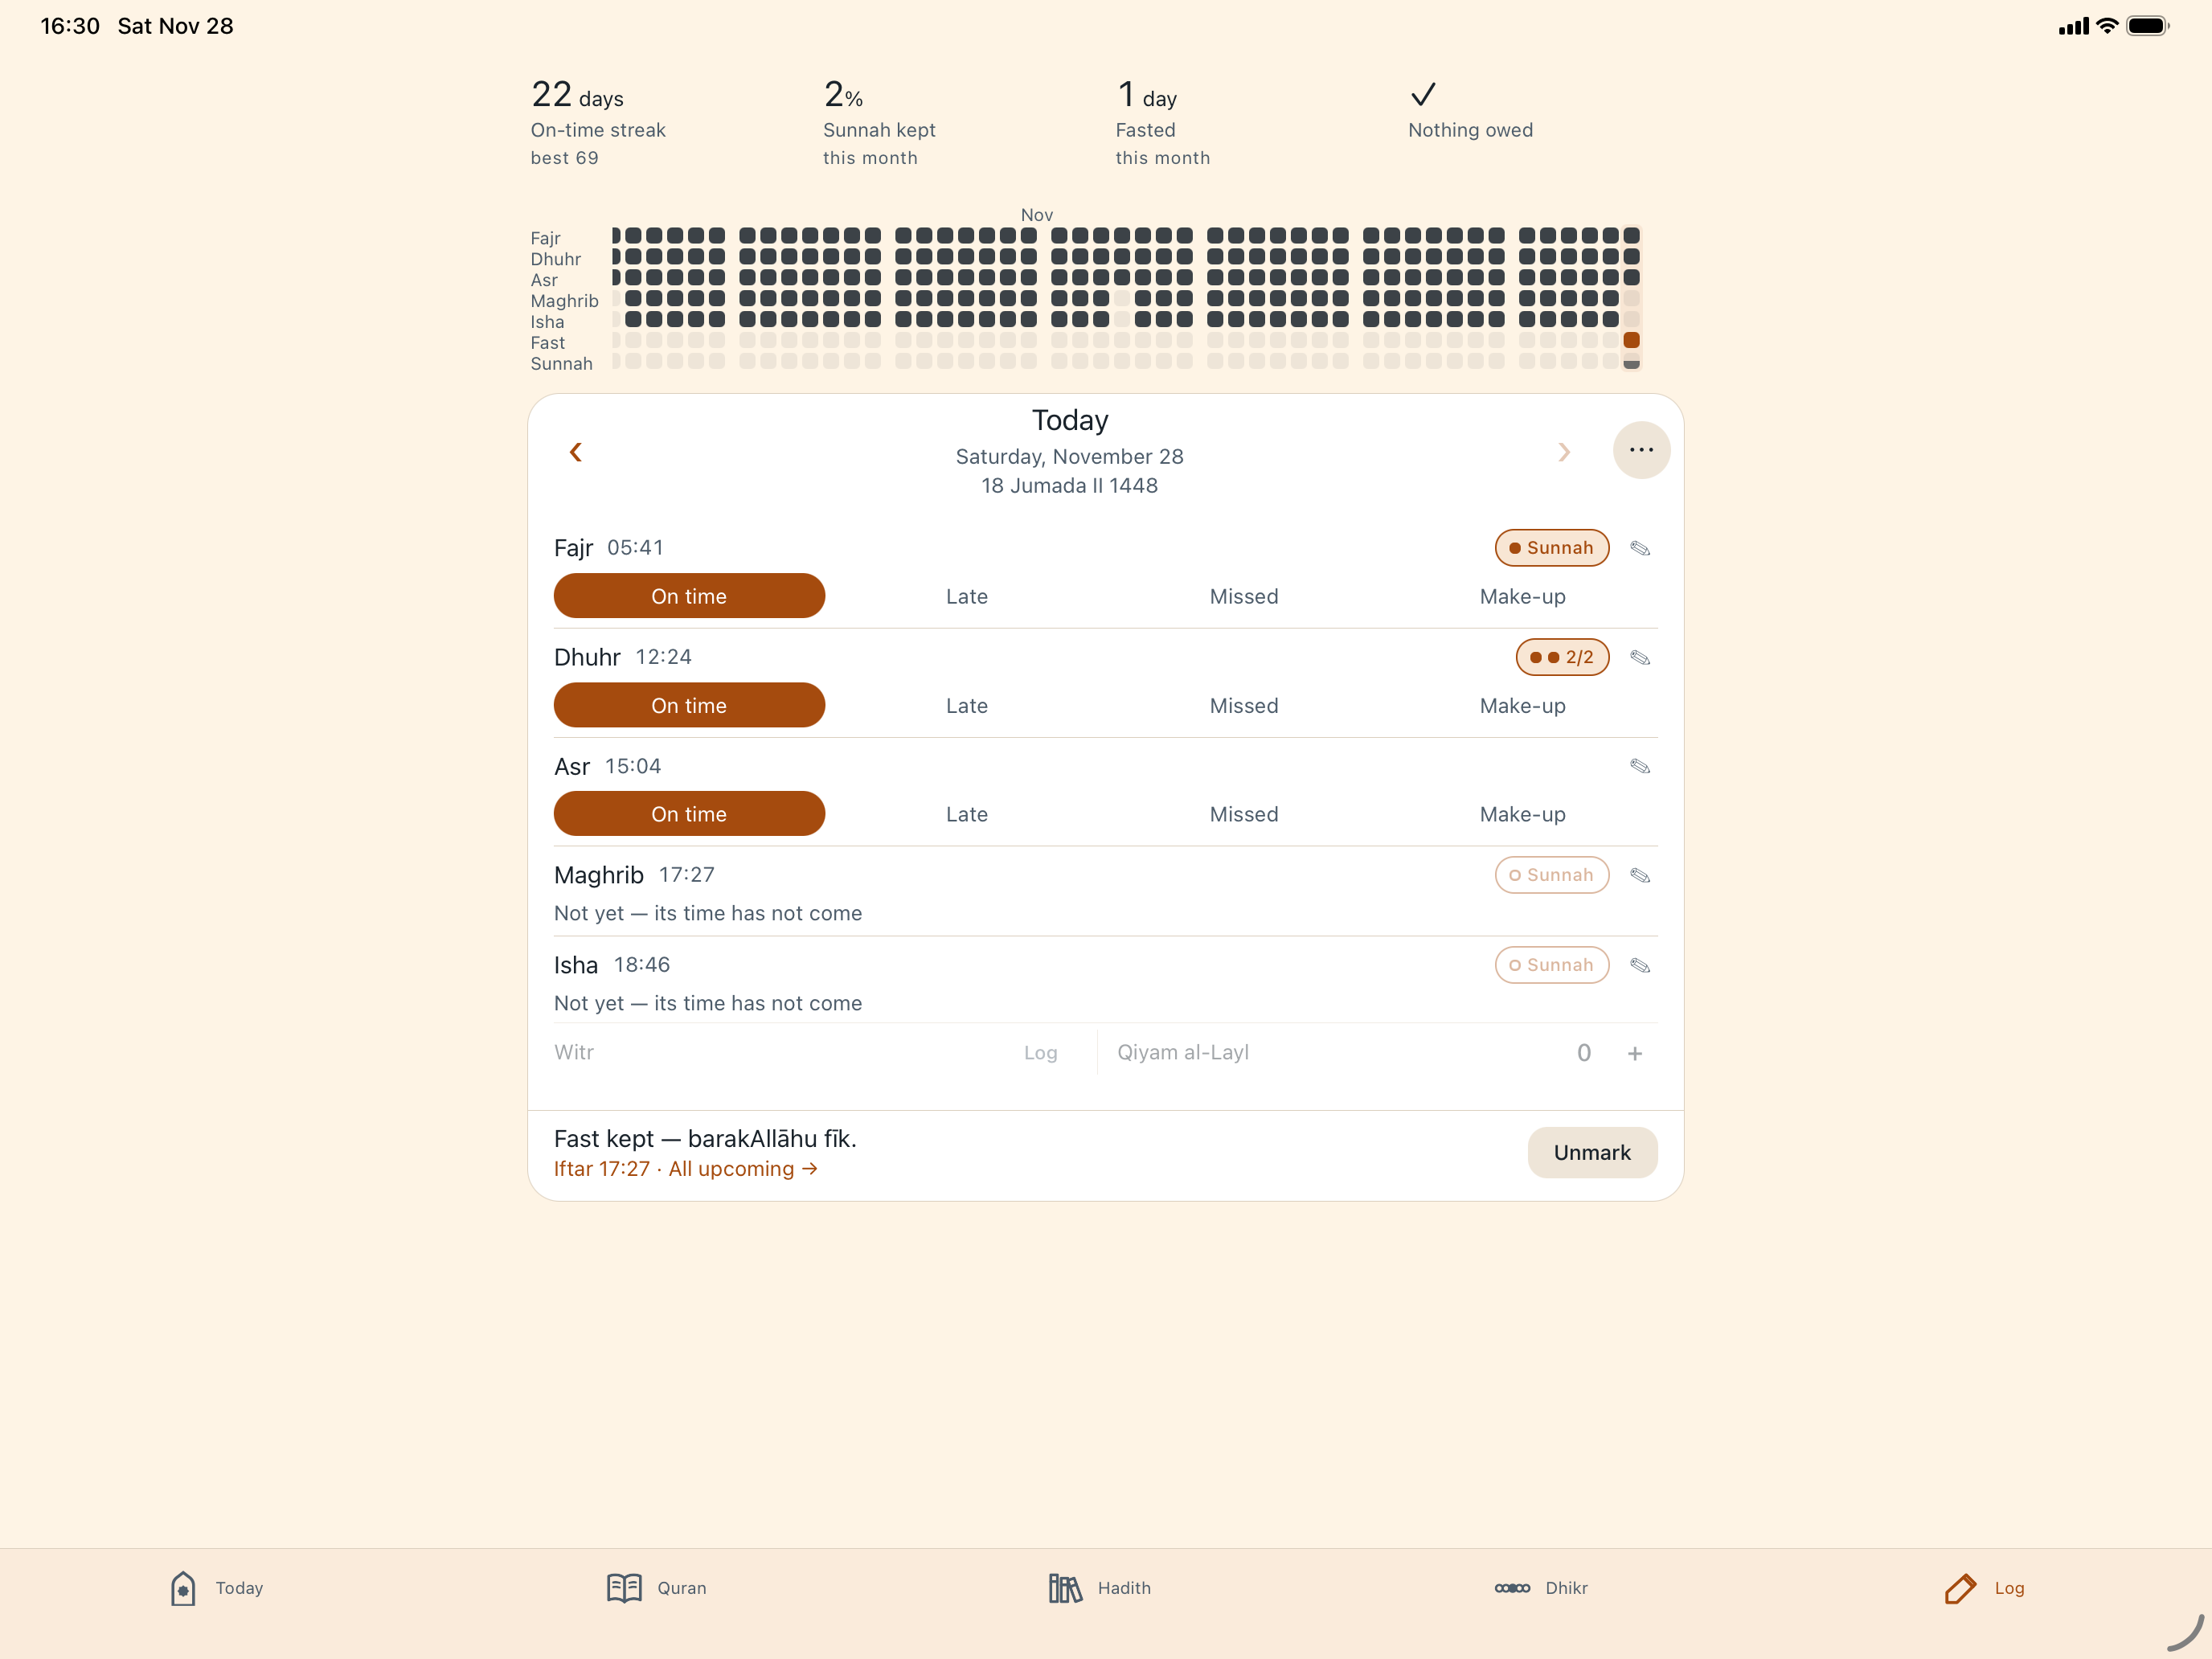 16:30 Sat Nov 28
22 days
On-time streak
best 69
2%
Sunnah kept
this month
1 day
Fasted
this month
✓
Nothing owed
Nov
Fajr
Dhuhr
Asr
Maghrib
Isha
Fast
Sunnah
Today
Saturday, November 28
18 Jumada II 1448
Fajr 05:41 Sunnah
On time Late Missed Make-up
Dhuhr 12:24 2/2
On time Late Missed Make-up
Asr 15:04
On time Late Missed Make-up
Maghrib 17:27 Sunnah
Not yet — its time has not come
Isha 18:46 Sunnah
Not yet — its time has not come
Witr Log Qiyam al-Layl 0 +
Fast kept — barakAllāhu fīk.
Iftar 17:27 · All upcoming →
Unmark
Today Quran Hadith Dhikr Log